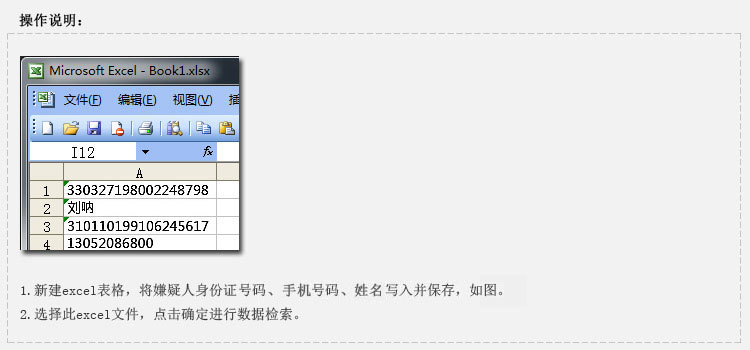 操作说明：
Microsoft Excel - Book1.xlsx
文件(F) 编辑(E) 视图(V) 插
I12 fx
A
1 330327198002248798
2 刘呐
3 310110199106245617
4 13052086800
1.新建excel表格，将嫌疑人身份证号码、手机号码、姓名写入并保存，如图。
2.选择此excel文件，点击确定进行数据检索。